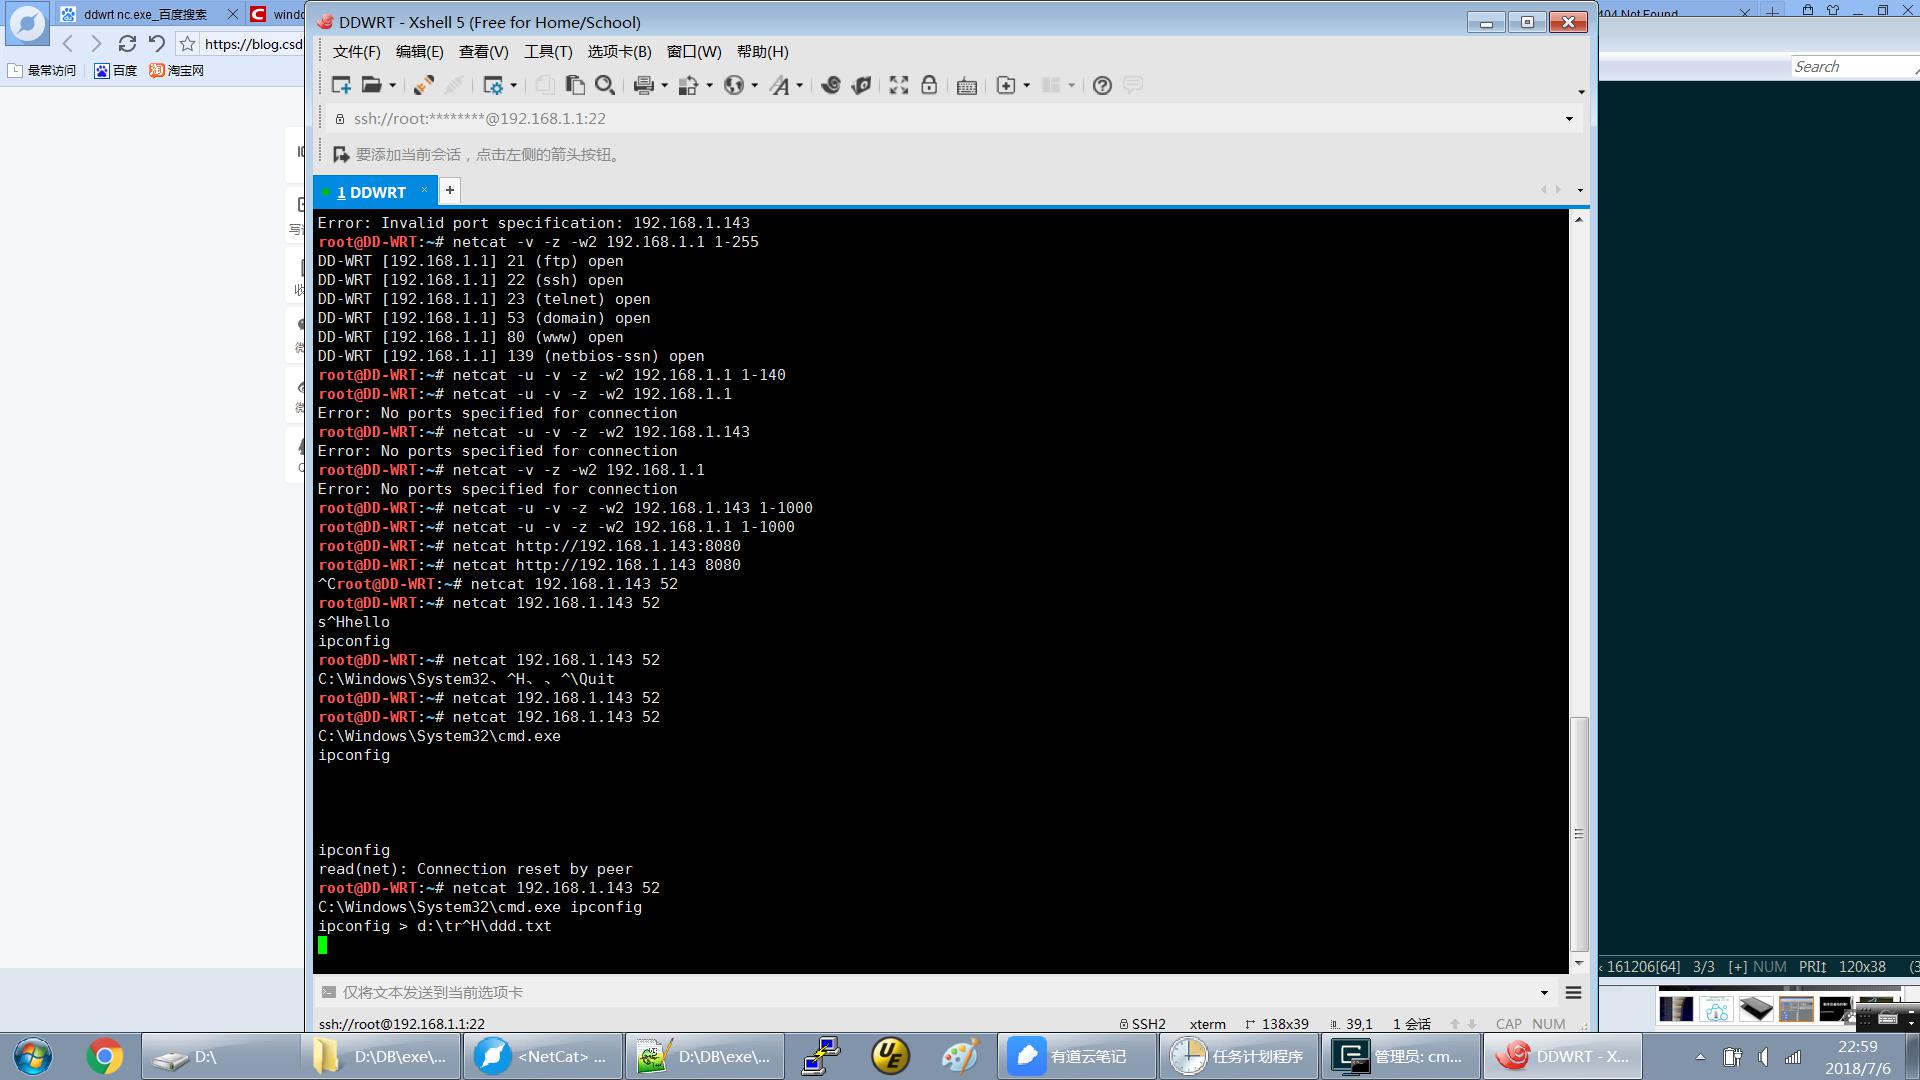 ddwrt nc.exe_百度搜索
windo
404 Not Found
https://blog.csd
最常访问
百度
淘宝网
DDWRT - Xshell 5 (Free for Home/School)
文件(F) 编辑(E) 查看(V) 工具(T) 选项卡(B) 窗口(W) 帮助(H)
Search
ssh://root:********@192.168.1.1:22
要添加当前会话，点击左侧的箭头按钮。
1 DDWRT
Error: Invalid port specification: 192.168.1.143
root@DD-WRT:~# netcat -v -z -w2 192.168.1.1 1-255
DD-WRT [192.168.1.1] 21 (ftp) open
DD-WRT [192.168.1.1] 22 (ssh) open
DD-WRT [192.168.1.1] 23 (telnet) open
DD-WRT [192.168.1.1] 53 (domain) open
DD-WRT [192.168.1.1] 80 (www) open
DD-WRT [192.168.1.1] 139 (netbios-ssn) open
root@DD-WRT:~# netcat -u -v -z -w2 192.168.1.1 1-140
root@DD-WRT:~# netcat -u -v -z -w2 192.168.1.1
Error: No ports specified for connection
root@DD-WRT:~# netcat -u -v -z -w2 192.168.1.143
Error: No ports specified for connection
root@DD-WRT:~# netcat -v -z -w2 192.168.1.1
Error: No ports specified for connection
root@DD-WRT:~# netcat -u -v -z -w2 192.168.1.143 1-1000
root@DD-WRT:~# netcat -u -v -z -w2 192.168.1.1 1-1000
root@DD-WRT:~# netcat http://192.168.1.143:8080
root@DD-WRT:~# netcat http://192.168.1.143 8080
^Croot@DD-WRT:~# netcat 192.168.1.143 52
root@DD-WRT:~# netcat 192.168.1.143 52
s^Hhello
ipconfig
root@DD-WRT:~# netcat 192.168.1.143 52
C:\Windows\System32、^H、、^\Quit
root@DD-WRT:~# netcat 192.168.1.143 52
root@DD-WRT:~# netcat 192.168.1.143 52
C:\Windows\System32\cmd.exe
ipconfig
ipconfig
read(net): Connection reset by peer
root@DD-WRT:~# netcat 192.168.1.143 52
C:\Windows\System32\cmd.exe ipconfig
ipconfig > d:\tr^H\ddd.txt
161206[64] 3/3 [+] NUM PRI↕ 120x38
仅将文本发送到当前选项卡
ssh://root@192.168.1.1:22
SSH2 xterm 138x39 39,1 1 会话 CAP NUM
D:\
D:\DB\exe\...
<NetCat> ...
D:\DB\exe\...
有道云笔记
任务计划程序
管理员: cm...
DDWRT - X...
22:59
2018/7/6